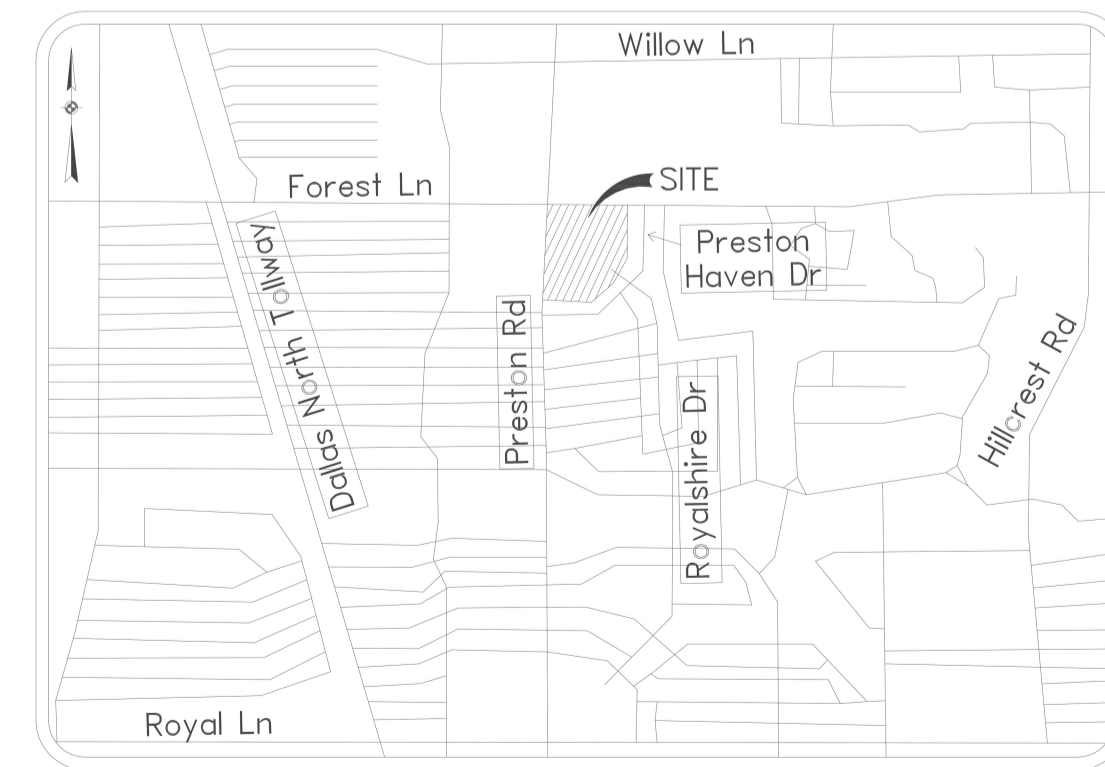 Willow Ln
SITE
Forest Ln
Preston
Haven Dr
Dallas North Tollway
Preston Rd
Royalshire Dr
Hillcrest Rd
Royal Ln